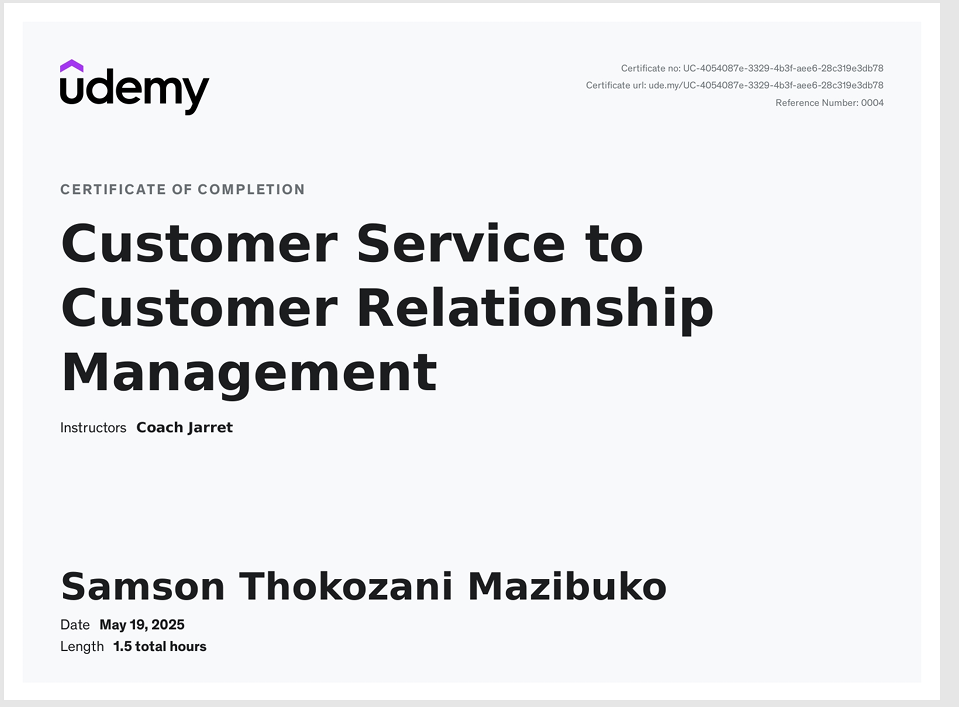 udemy
Certificate no: UC-4054087e-3329-4b3f-aee6-28c319e3db78
Certificate url: ude.my/UC-4054087e-3329-4b3f-aee6-28c319e3db78
Reference Number: 0004
CERTIFICATE OF COMPLETION
Customer Service to
Customer Relationship
Management
Instructors Coach Jarret
Samson Thokozani Mazibuko
Date May 19, 2025
Length 1.5 total hours